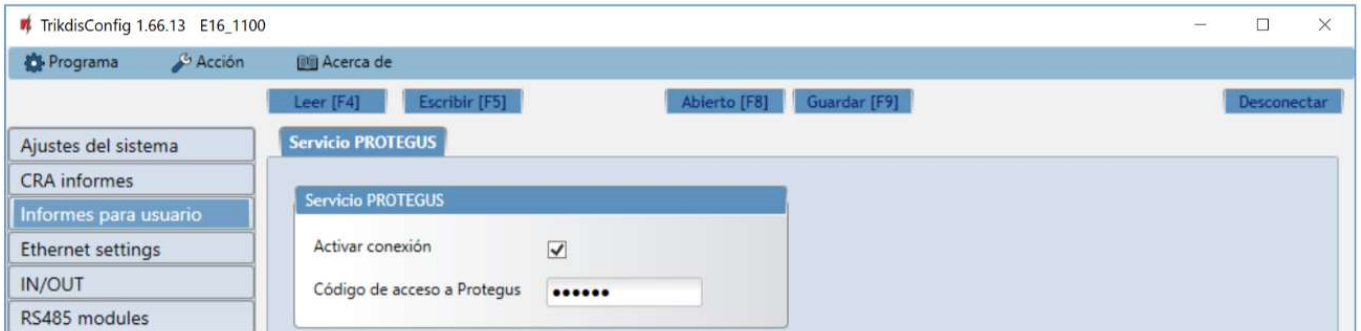 TrikdisConfig 1.66.13 E16_1100
Programa Acción Acerca de
Leer [F4] Escribir [F5] Abierto [F8] Guardar [F9] Desconectar
Ajustes del sistema
CRA informes
Informes para usuario
Ethernet settings
IN/OUT
RS485 modules
Servicio PROTEGUS
Servicio PROTEGUS
Activar conexión
Código de acceso a Protegus ••••••